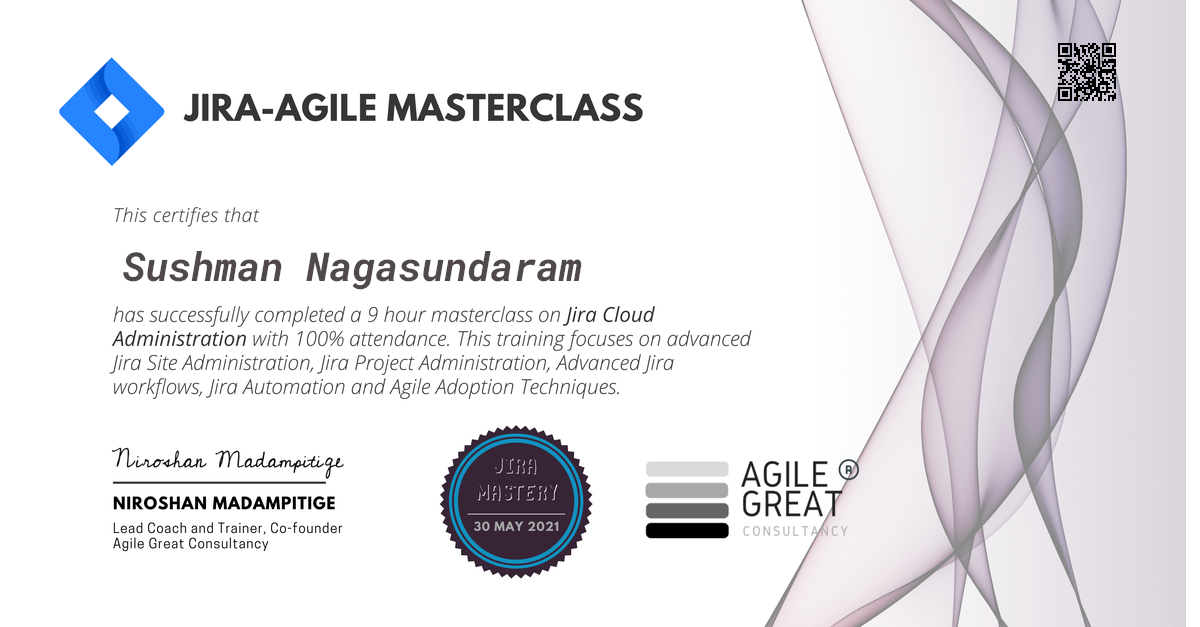 JIRA-AGILE MASTERCLASS
This certifies that
Sushman Nagasundaram
has successfully completed a 9 hour masterclass on Jira Cloud
Administration with 100% attendance. This training focuses on advanced
Jira Site Administration, Jira Project Administration, Advanced Jira
workflows, Jira Automation and Agile Adoption Techniques.
Niroshan Madampitige
NIROSHAN MADAMPITIGE
Lead Coach and Trainer, Co-founder
Agile Great Consultancy
JIRA
MASTERY
30 MAY 2021
AGILE ®
GREAT
CONSULTANCY